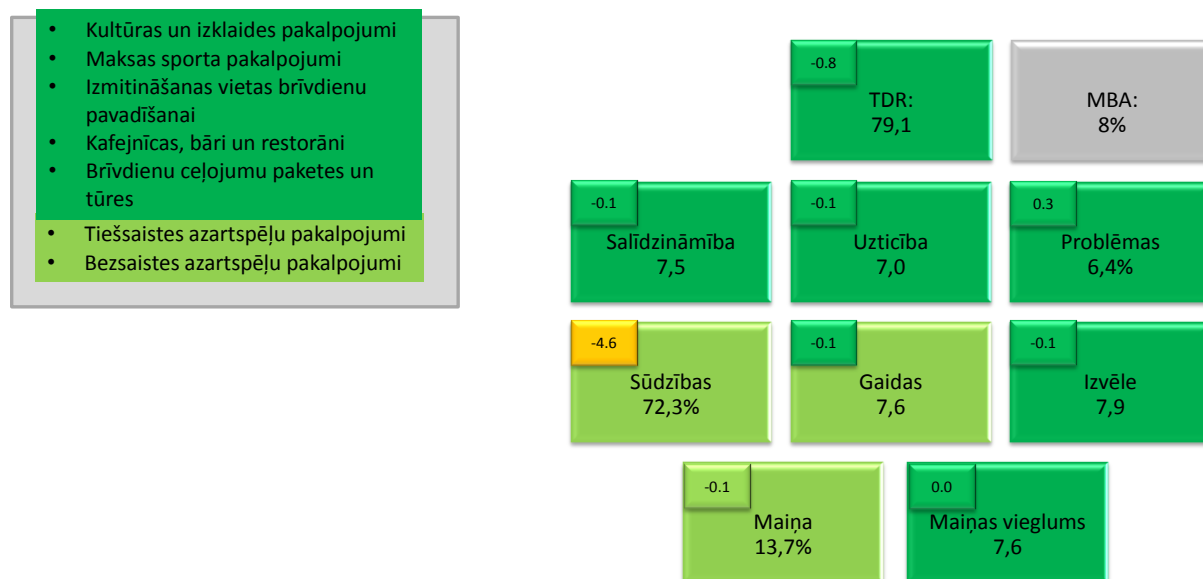 • Kultūras un izklaides pakalpojumi
• Maksas sporta pakalpojumi
• Izmitināšanas vietas brīvdienu
pavadīšanai
• Kafejnīcas, bāri un restorāni
• Brīvdienu ceļojumu paketes un
tūres
• Tiešsaistes azartspēļu pakalpojumi
• Bezsaistes azartspēļu pakalpojumi
-0.8
TDR:
79,1
MBA:
8%
-0.1
Salīdzināmība
7,5
-0.1
Uzticība
7,0
0.3
Problēmas
6,4%
-4.6
Sūdzības
72,3%
-0.1
Gaidas
7,6
-0.1
Izvēle
7,9
-0.1
Maiņa
13,7%
0.0
Maiņas vieglums
7,6